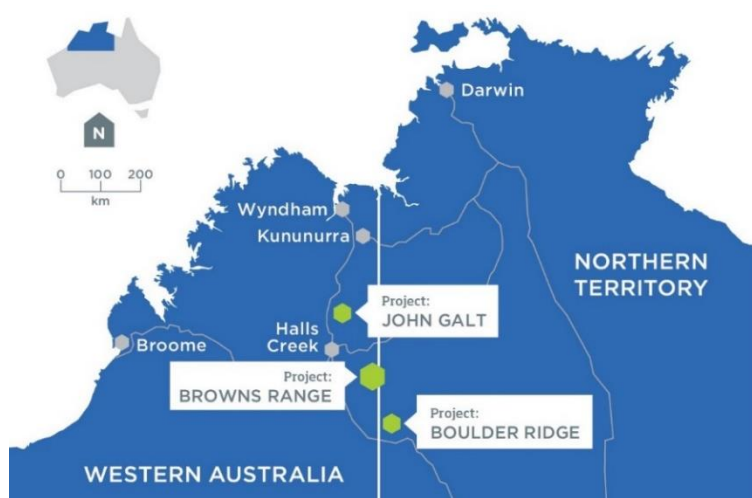 N
0 100 200
km
Darwin
Wyndham
Kununurra
NORTHERN
TERRITORY
Project:
JOHN GALT
Halls
Creek
Broome
Project:
BROWNS RANGE
Project:
BOULDER RIDGE
WESTERN AUSTRALIA